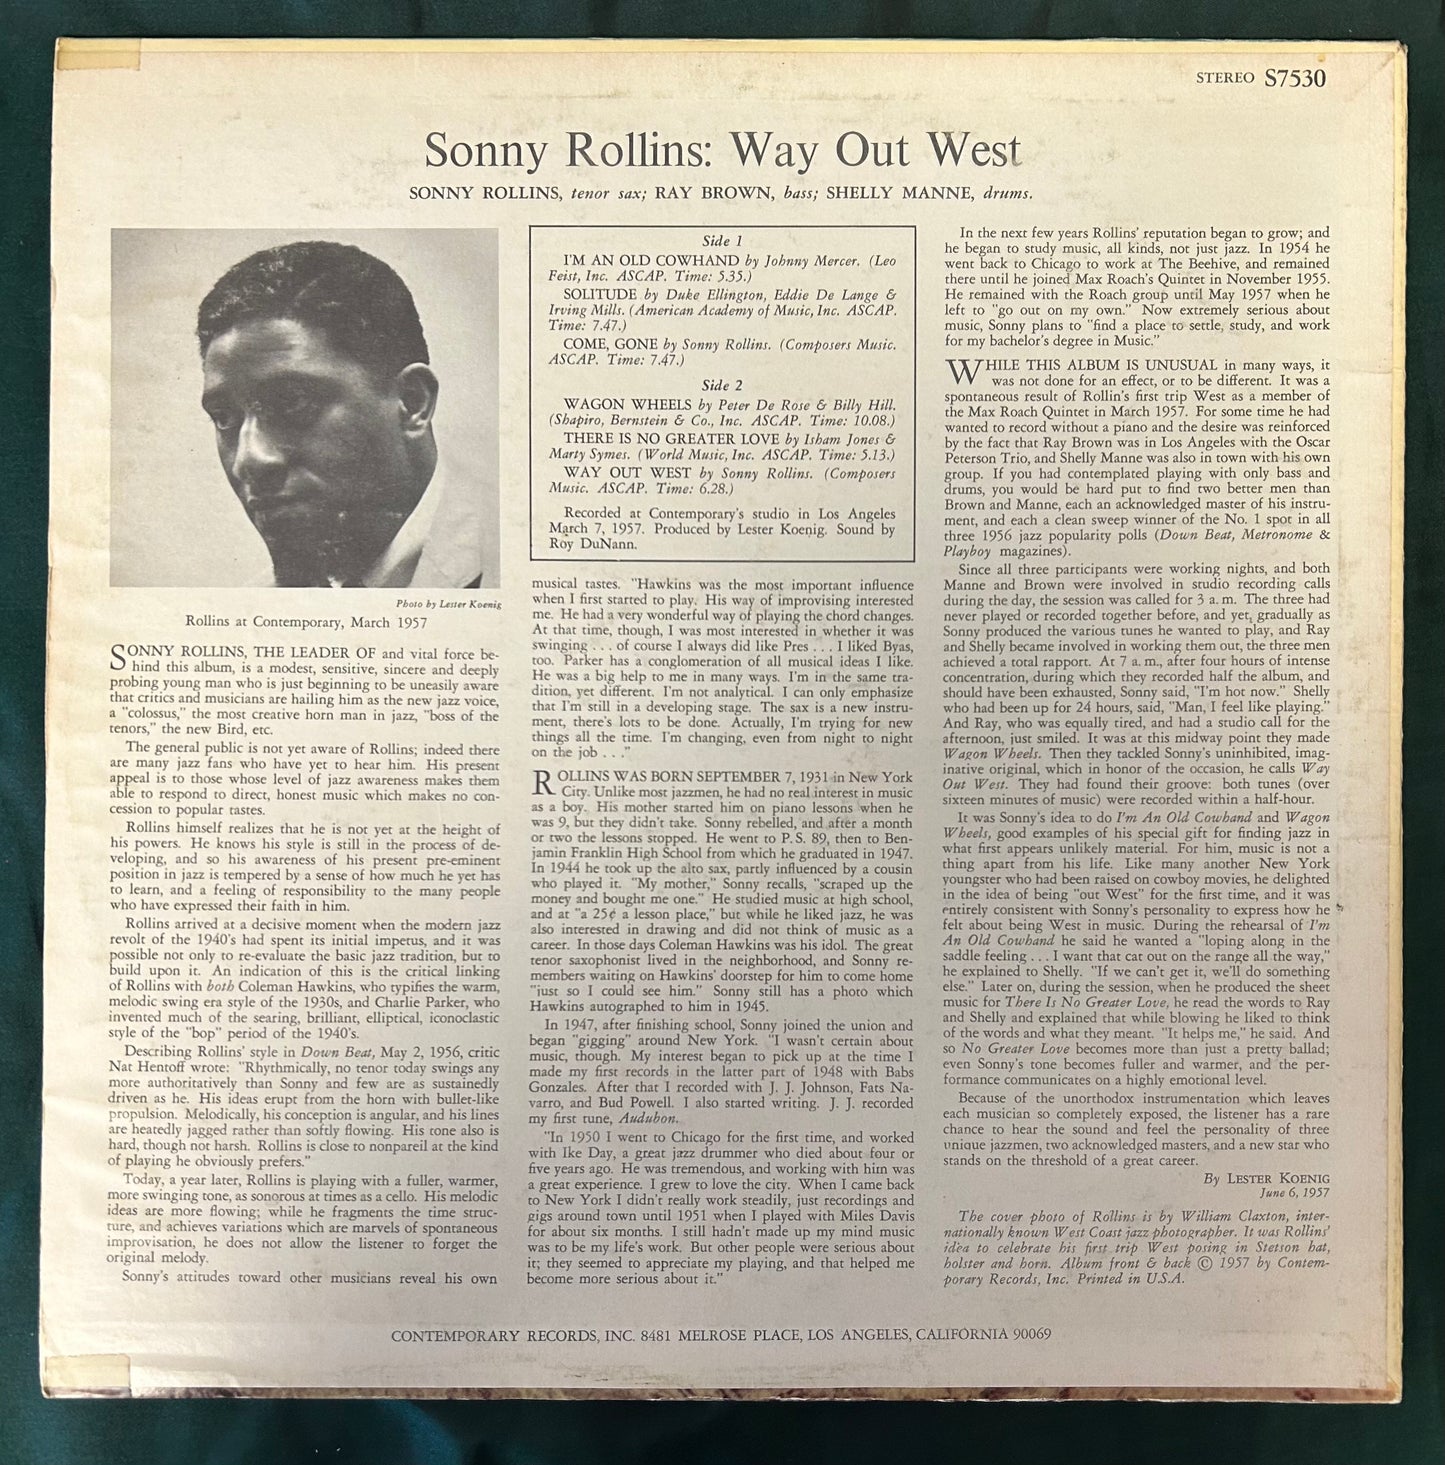 STEREO S7530
Sonny Rollins: Way Out West
SONNY ROLLINS, tenor sax; RAY BROWN, bass; SHELLY MANNE, drums.
Photo by Lester Koenig
Rollins at Contemporary, March 1957
SONNY ROLLINS, THE LEADER OF and vital force be-
hind this album, is a modest, sensitive, sincere and deeply
probing young man who is just beginning to be uneasily aware
that critics and musicians are hailing him as the new jazz voice,
a "colossus," the most creative horn man in jazz, "boss of the
tenors," the new Bird, etc.
The general public is not yet aware of Rollins; indeed there
are many jazz fans who have yet to hear him. His present
appeal is to those whose level of jazz awareness makes them
able to respond to direct, honest music which makes no con-
cession to popular tastes.
Rollins himself realizes that he is not yet at the height of
his powers. He knows his style is still in the process of de-
veloping, and so his awareness of his present pre-eminent
position in jazz is tempered by a sense of how much he yet has
to learn, and a feeling of responsibility to the many people
who have expressed their faith in him.
Rollins arrived at a decisive moment when the modern jazz
revolt of the 1940's had spent its initial impetus, and it was
possible not only to re-evaluate the basic jazz tradition, but to
build upon it. An indication of this is the critical linking
of Rollins with both Coleman Hawkins, who typifies the warm,
melodic swing era style of the 1930s, and Charlie Parker, who
invented much of the searing, brilliant, elliptical, iconoclastic
style of the "bop" period of the 1940's.
Describing Rollins' style in Down Beat, May 2, 1956, critic
Nat Hentoff wrote: "Rhythmically, no tenor today swings any
more authoritatively than Sonny and few are as sustainedly
driven as he. His ideas erupt from the horn with bullet-like
propulsion. Melodically, his conception is angular, and his lines
are heatedly jagged rather than softly flowing. His tone also is
hard, though not harsh. Rollins is close to nonpareil at the kind
of playing he obviously prefers."
Today, a year later, Rollins is playing with a fuller, warmer,
more swinging tone, as sonorous at times as a cello. His melodic
ideas are more flowing; while he fragments the time struc-
ture, and achieves variations which are marvels of spontaneous
improvisation, he does not allow the listener to forget the
original melody.
Sonny's attitudes toward other musicians reveal his own
Side 1
I'M AN OLD COWHAND by Johnny Mercer. (Leo
Feist, Inc. ASCAP. Time: 5.35.)
SOLITUDE by Duke Ellington, Eddie De Lange &
Irving Mills. (American Academy of Music, Inc. ASCAP.
Time: 7.47.)
COME, GONE by Sonny Rollins. (Composers Music.
ASCAP. Time: 7.47.)
Side 2
WAGON WHEELS by Peter De Rose & Billy Hill.
(Shapiro, Bernstein & Co., Inc. ASCAP. Time: 10.08.)
THERE IS NO GREATER LOVE by Isham Jones &
Marty Symes. (World Music, Inc. ASCAP. Time: 5.13.)
WAY OUT WEST by Sonny Rollins. (Composers
Music. ASCAP. Time: 6.28.)
Recorded at Contemporary's studio in Los Angeles
March 7, 1957. Produced by Lester Koenig. Sound by
Roy DuNann.
musical tastes. "Hawkins was the most important influence
when I first started to play. His way of improvising interested
me. He had a very wonderful way of playing the chord changes.
At that time, though, I was most interested in whether it was
swinging . . . of course I always did like Pres . . . I liked Byas,
too. Parker has a conglomeration of all musical ideas I like.
He was a big help to me in many ways. I'm in the same tra-
dition, yet different. I'm not analytical. I can only emphasize
that I'm still in a developing stage. The sax is a new instru-
ment, there's lots to be done. Actually, I'm trying for new
things all the time. I'm changing, even from night to night
on the job . . ."
ROLLINS WAS BORN SEPTEMBER 7, 1931 in New York
City. Unlike most jazzmen, he had no real interest in music
as a boy. His mother started him on piano lessons when he
was 9, but they didn't take. Sonny rebelled, and after a month
or two the lessons stopped. He went to P.S. 89, then to Ben-
jamin Franklin High School from which he graduated in 1947.
In 1944 he took up the alto sax, partly influenced by a cousin
who played it. "My mother," Sonny recalls, "scraped up the
money and bought me one." He studied music at high school,
and at "a 25¢ a lesson place," but while he liked jazz, he was
also interested in drawing and did not think of music as a
career. In those days Coleman Hawkins was his idol. The great
tenor saxophonist lived in the neighborhood, and Sonny re-
members waiting on Hawkins' doorstep for him to come home
"just so I could see him." Sonny still has a photo which
Hawkins autographed to him in 1945.
In 1947, after finishing school, Sonny joined the union and
began "gigging" around New York. "I wasn't certain about
music, though. My interest began to pick up at the time I
made my first records in the latter part of 1948 with Babs
Gonzales. After that I recorded with J. J. Johnson, Fats Na-
varro, and Bud Powell. I also started writing. J. J. recorded
my first tune, Audubon.
"In 1950 I went to Chicago for the first time, and worked
with Ike Day, a great jazz drummer who died about four or
five years ago. He was tremendous, and working with him was
a great experience. I grew to love the city. When I came back
to New York I didn't really work steadily, just recordings and
gigs around town until 1951 when I played with Miles Davis
for about six months. I still hadn't made up my mind music
was to be my life's work. But other people were serious about
it; they seemed to appreciate my playing, and that helped me
become more serious about it."
In the next few years Rollins' reputation began to grow; and
he began to study music, all kinds, not just jazz. In 1954 he
went back to Chicago to work at The Beehive, and remained
there until he joined Max Roach's Quintet in November 1955.
He remained with the Roach group until May 1957 when he
left to "go out on my own." Now extremely serious about
music, Sonny plans to "find a place to settle, study, and work
for my bachelor's degree in Music."
WHILE THIS ALBUM IS UNUSUAL in many ways, it
was not done for an effect, or to be different. It was a
spontaneous result of Rollin's first trip West as a member of
the Max Roach Quintet in March 1957. For some time he had
wanted to record without a piano and the desire was reinforced
by the fact that Ray Brown was in Los Angeles with the Oscar
Peterson Trio, and Shelly Manne was also in town with his own
group. If you had contemplated playing with only bass and
drums, you would be hard put to find two better men than
Brown and Manne, each an acknowledged master of his instru-
ment, and each a clean sweep winner of the No. 1 spot in all
three 1956 jazz popularity polls (Down Beat, Metronome &
Playboy magazines).
Since all three participants were working nights, and both
Manne and Brown were involved in studio recording calls
during the day, the session was called for 3 a. m. The three had
never played or recorded together before, and yet, gradually as
Sonny produced the various tunes he wanted to play, and Ray
and Shelly became involved in working them out, the three men
achieved a total rapport. At 7 a. m., after four hours of intense
concentration, during which they recorded half the album, and
should have been exhausted, Sonny said, "I'm hot now." Shelly
who had been up for 24 hours, said, "Man, I feel like playing."
And Ray, who was equally tired, and had a studio call for the
afternoon, just smiled. It was at this midway point they made
Wagon Wheels. Then they tackled Sonny's uninhibited, imag-
inative original, which in honor of the occasion, he calls Way
Out West. They had found their groove: both tunes (over
sixteen minutes of music) were recorded within a half-hour.
It was Sonny's idea to do I'm An Old Cowhand and Wagon
Wheels, good examples of his special gift for finding jazz in
what first appears unlikely material. For him, music is not a
thing apart from his life. Like many another New York
youngster who had been raised on cowboy movies, he delighted
in the idea of being "out West" for the first time, and it was
entirely consistent with Sonny's personality to express how he
felt about being West in music. During the rehearsal of I'm
An Old Cowhand he said he wanted a "loping along in the
saddle feeling . . . I want that cat out on the range all the way,"
he explained to Shelly. "If we can't get it, we'll do something
else." Later on, during the session, when he produced the sheet
music for There Is No Greater Love, he read the words to Ray
and Shelly and explained that while blowing he liked to think
of the words and what they meant. "It helps me," he said. And
so No Greater Love becomes more than just a pretty ballad;
even Sonny's tone becomes fuller and warmer, and the per-
formance communicates on a highly emotional level.
Because of the unorthodox instrumentation which leaves
each musician so completely exposed, the listener has a rare
chance to hear the sound and feel the personality of three
unique jazzmen, two acknowledged masters, and a new star who
stands on the threshold of a great career.
By LESTER KOENIG
June 6, 1957
The cover photo of Rollins is by William Claxton, inter-
nationally known West Coast jazz photographer. It was Rollins'
idea to celebrate his first trip West posing in Stetson hat,
holster and horn. Album front & back © 1957 by Contem-
porary Records, Inc. Printed in U.S.A.
CONTEMPORARY RECORDS, INC. 8481 MELROSE PLACE, LOS ANGELES, CALIFORNIA 90069